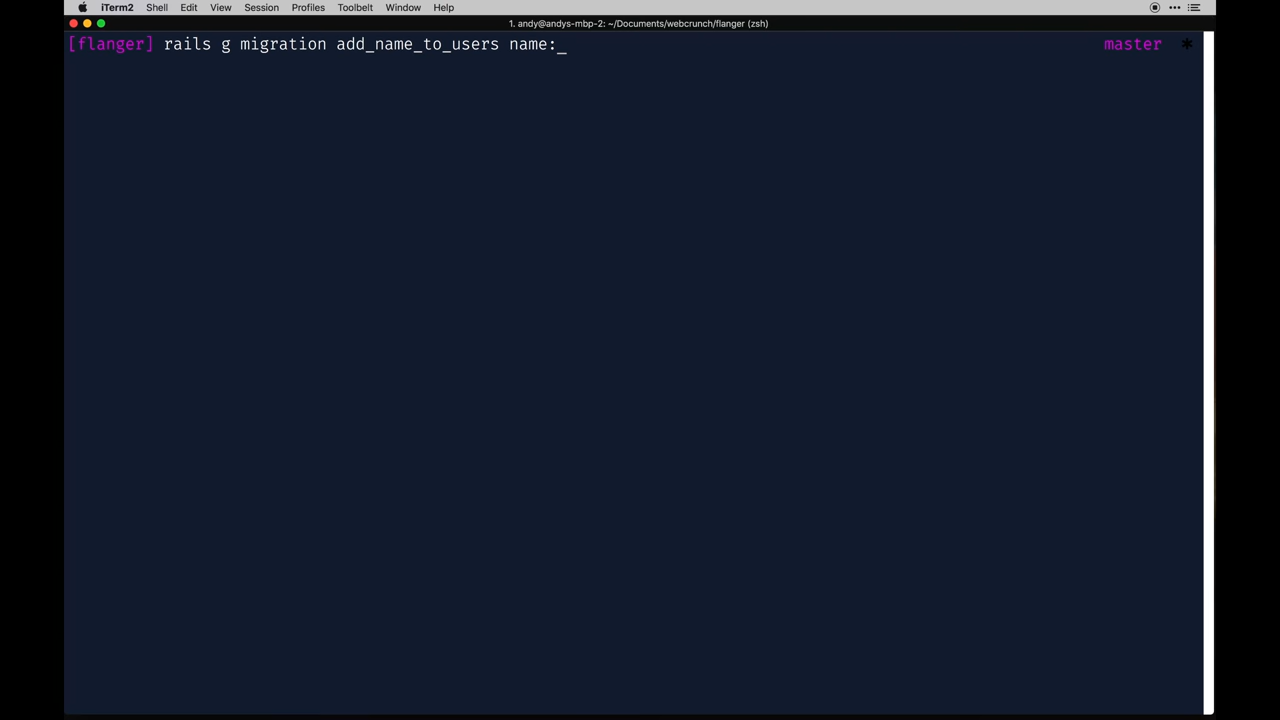 iTerm2 Shell Edit View Session Profiles Toolbelt Window Help
1. andy@andys-mbp-2: ~/Documents/webcrunch/flanger (zsh)
[flanger] rails g migration add_name_to_users name:_ master *